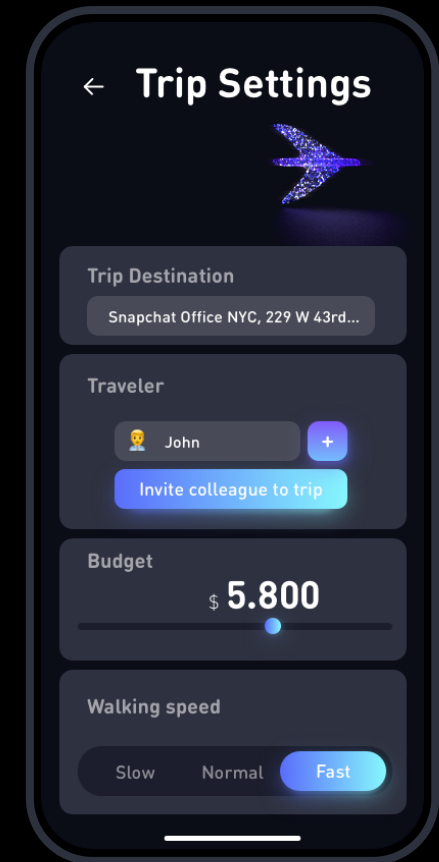 Trip Settings
Trip Destination
Snapchat Office NYC, 229 W 43rd...
Traveler
John
+
Invite colleague to trip
Budget
$ 5.800
Walking speed
Slow Normal Fast